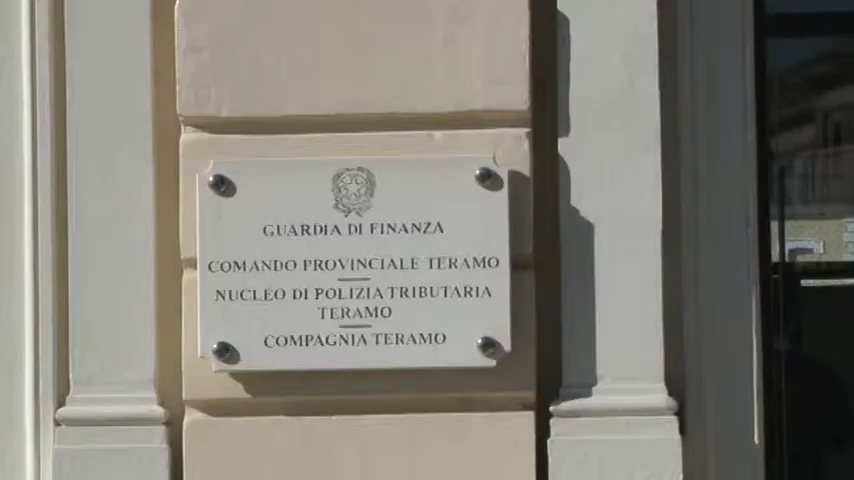 GUARDIA DI FINANZA
COMANDO PROVINCIALE TERAMO
NUCLEO DI POLIZIA TRIBUTARIA
TERAMO
COMPAGNIA TERAMO